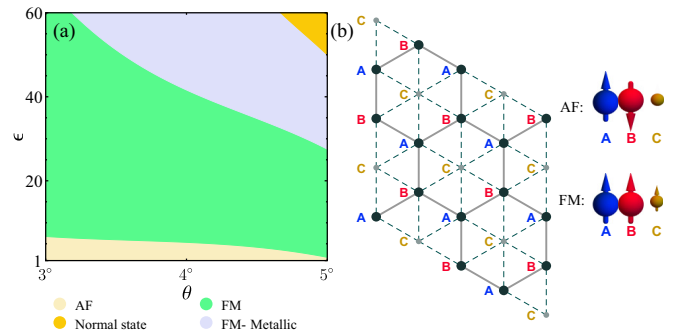 (a)
60
40
20
1
ϵ
3° 4° 5°
θ
AF
FM
Normal state
FM- Metallic
(b)
C
B
A A
C C
B B B
A A
C C C
B B
A A A
C C
B B
A
C
AF:
A B C
FM:
A B C